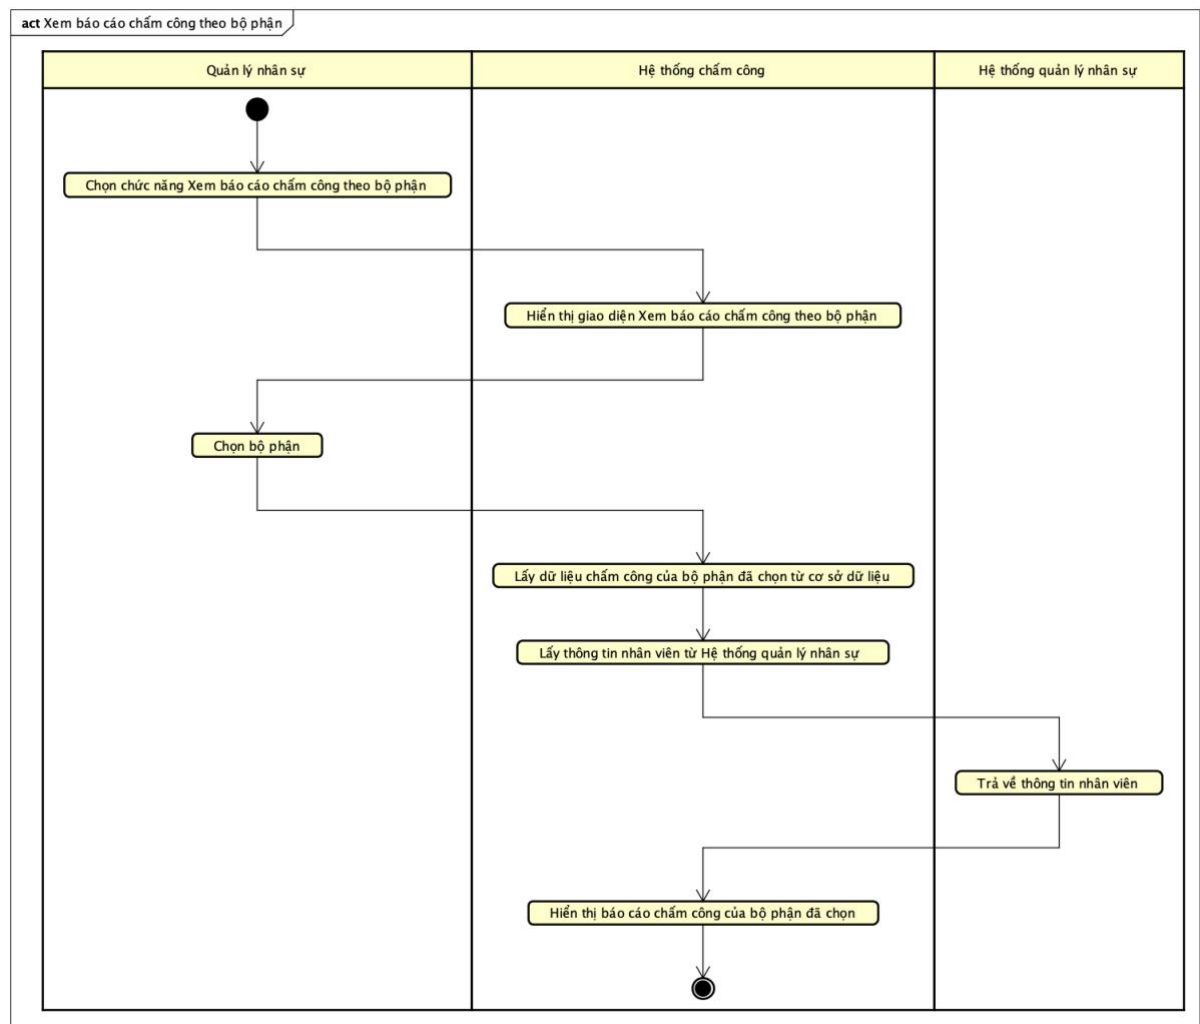 act Xem báo cáo chấm công theo bộ phận
Quản lý nhân sự
Hệ thống chấm công
Hệ thống quản lý nhân sự
Chọn chức năng Xem báo cáo chấm công theo bộ phận
Hiển thị giao diện Xem báo cáo chấm công theo bộ phận
Chọn bộ phận
Lấy dữ liệu chấm công của bộ phận đã chọn từ cơ sở dữ liệu
Lấy thông tin nhân viên từ Hệ thống quản lý nhân sự
Trả về thông tin nhân viên
Hiển thị báo cáo chấm công của bộ phận đã chọn